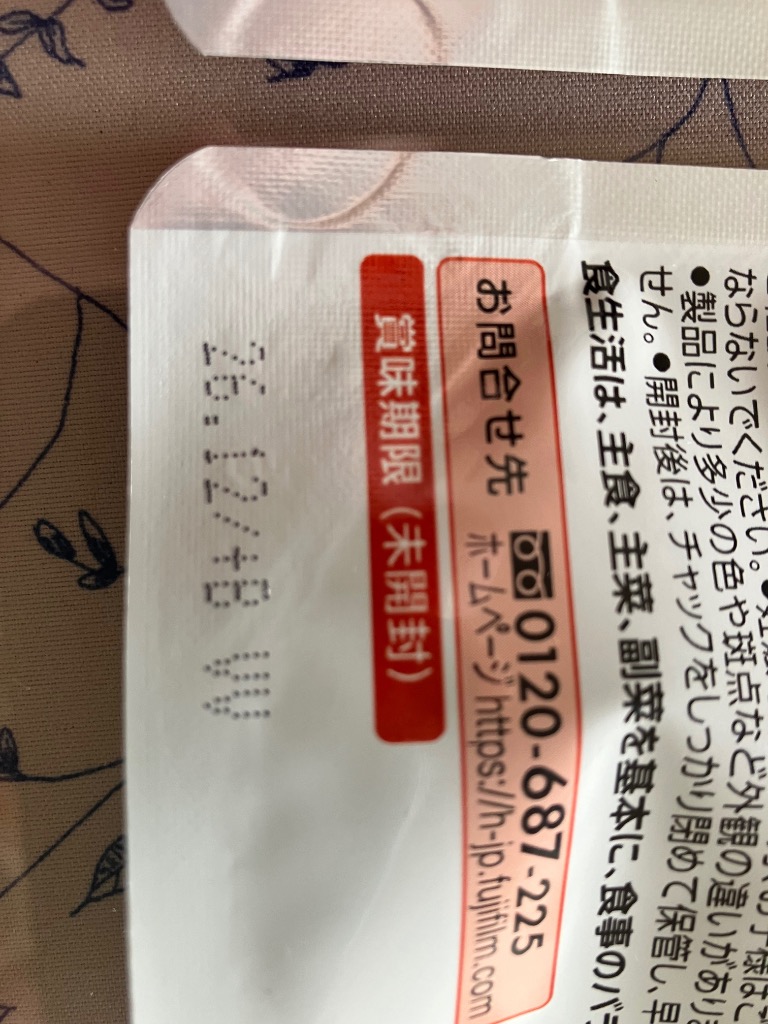 ならないでください。
●製品により多少の色や斑点など外観の違いがあり
せん。●開封後は、チャックをしっかり閉めて保管し、早
食生活は、主食、主菜、副菜を基本に、食事のバラ
お問合せ先 0120-687-225
ホームページ https://h-jp.fujifilm.com
賞味期限（未開封）
26.12/+B VV